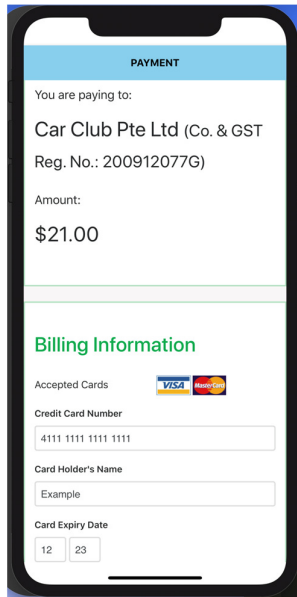 PAYMENT
You are paying to:
Car Club Pte Ltd (Co. & GST
Reg. No.: 200912077G)
Amount:
$21.00
Billing Information
Accepted Cards VISA MasterCard
Credit Card Number
4111 1111 1111 1111
Card Holder's Name
Example
Card Expiry Date
12 23